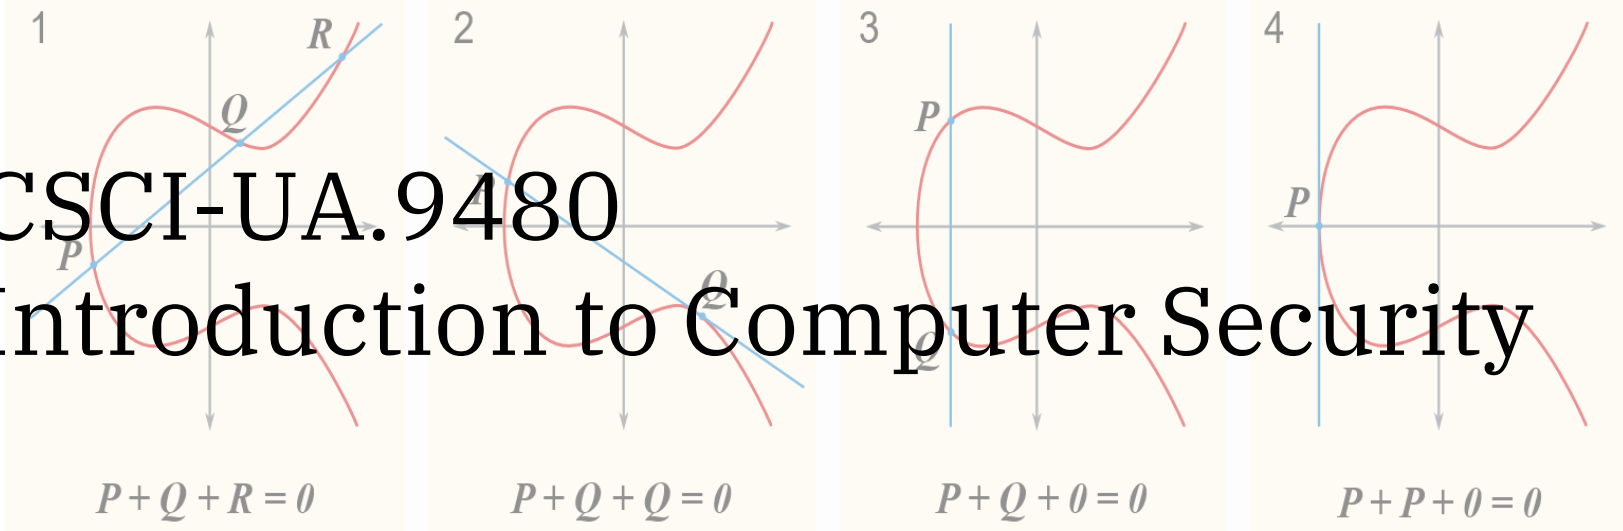 1 2 3 4
R
Q
P P
P
CSCI-UA.9480
P
Q
Introduction to Computer Security
Q
P + Q + R = 0 P + Q + Q = 0 P + Q + 0 = 0 P + P + 0 = 0